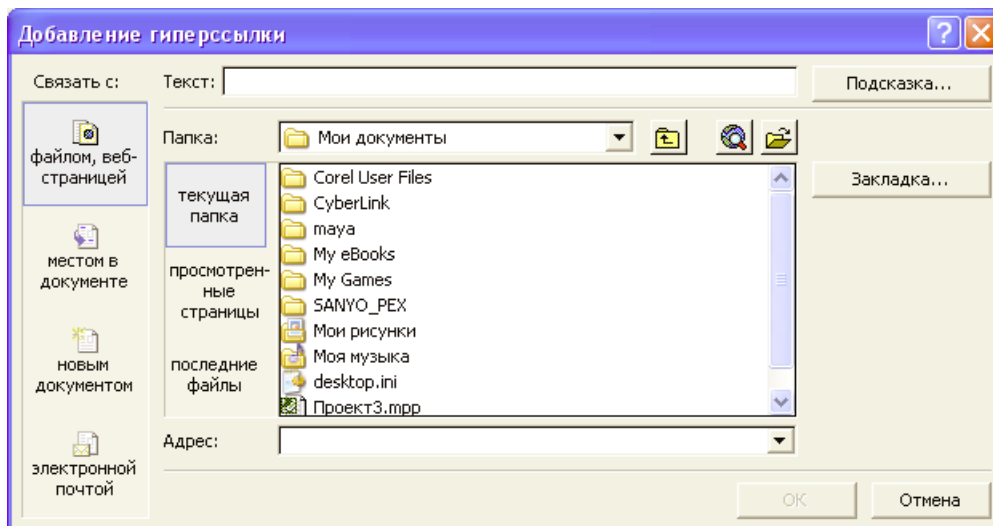 Добавление гиперссылки
Связать с:
Текст:
Подсказка...
файлом, веб-
страницей
Папка:
Мои документы
текущая
папка
Corel User Files
CyberLink
maya
My eBooks
My Games
SANYO_PEX
Мои рисунки
Моя музыка
desktop.ini
Проект3.mpp
Закладка...
местом в
документе
просмотрен-
ные
страницы
новым
документом
последние
файлы
Адрес:
электронной
почтой
OK
Отмена